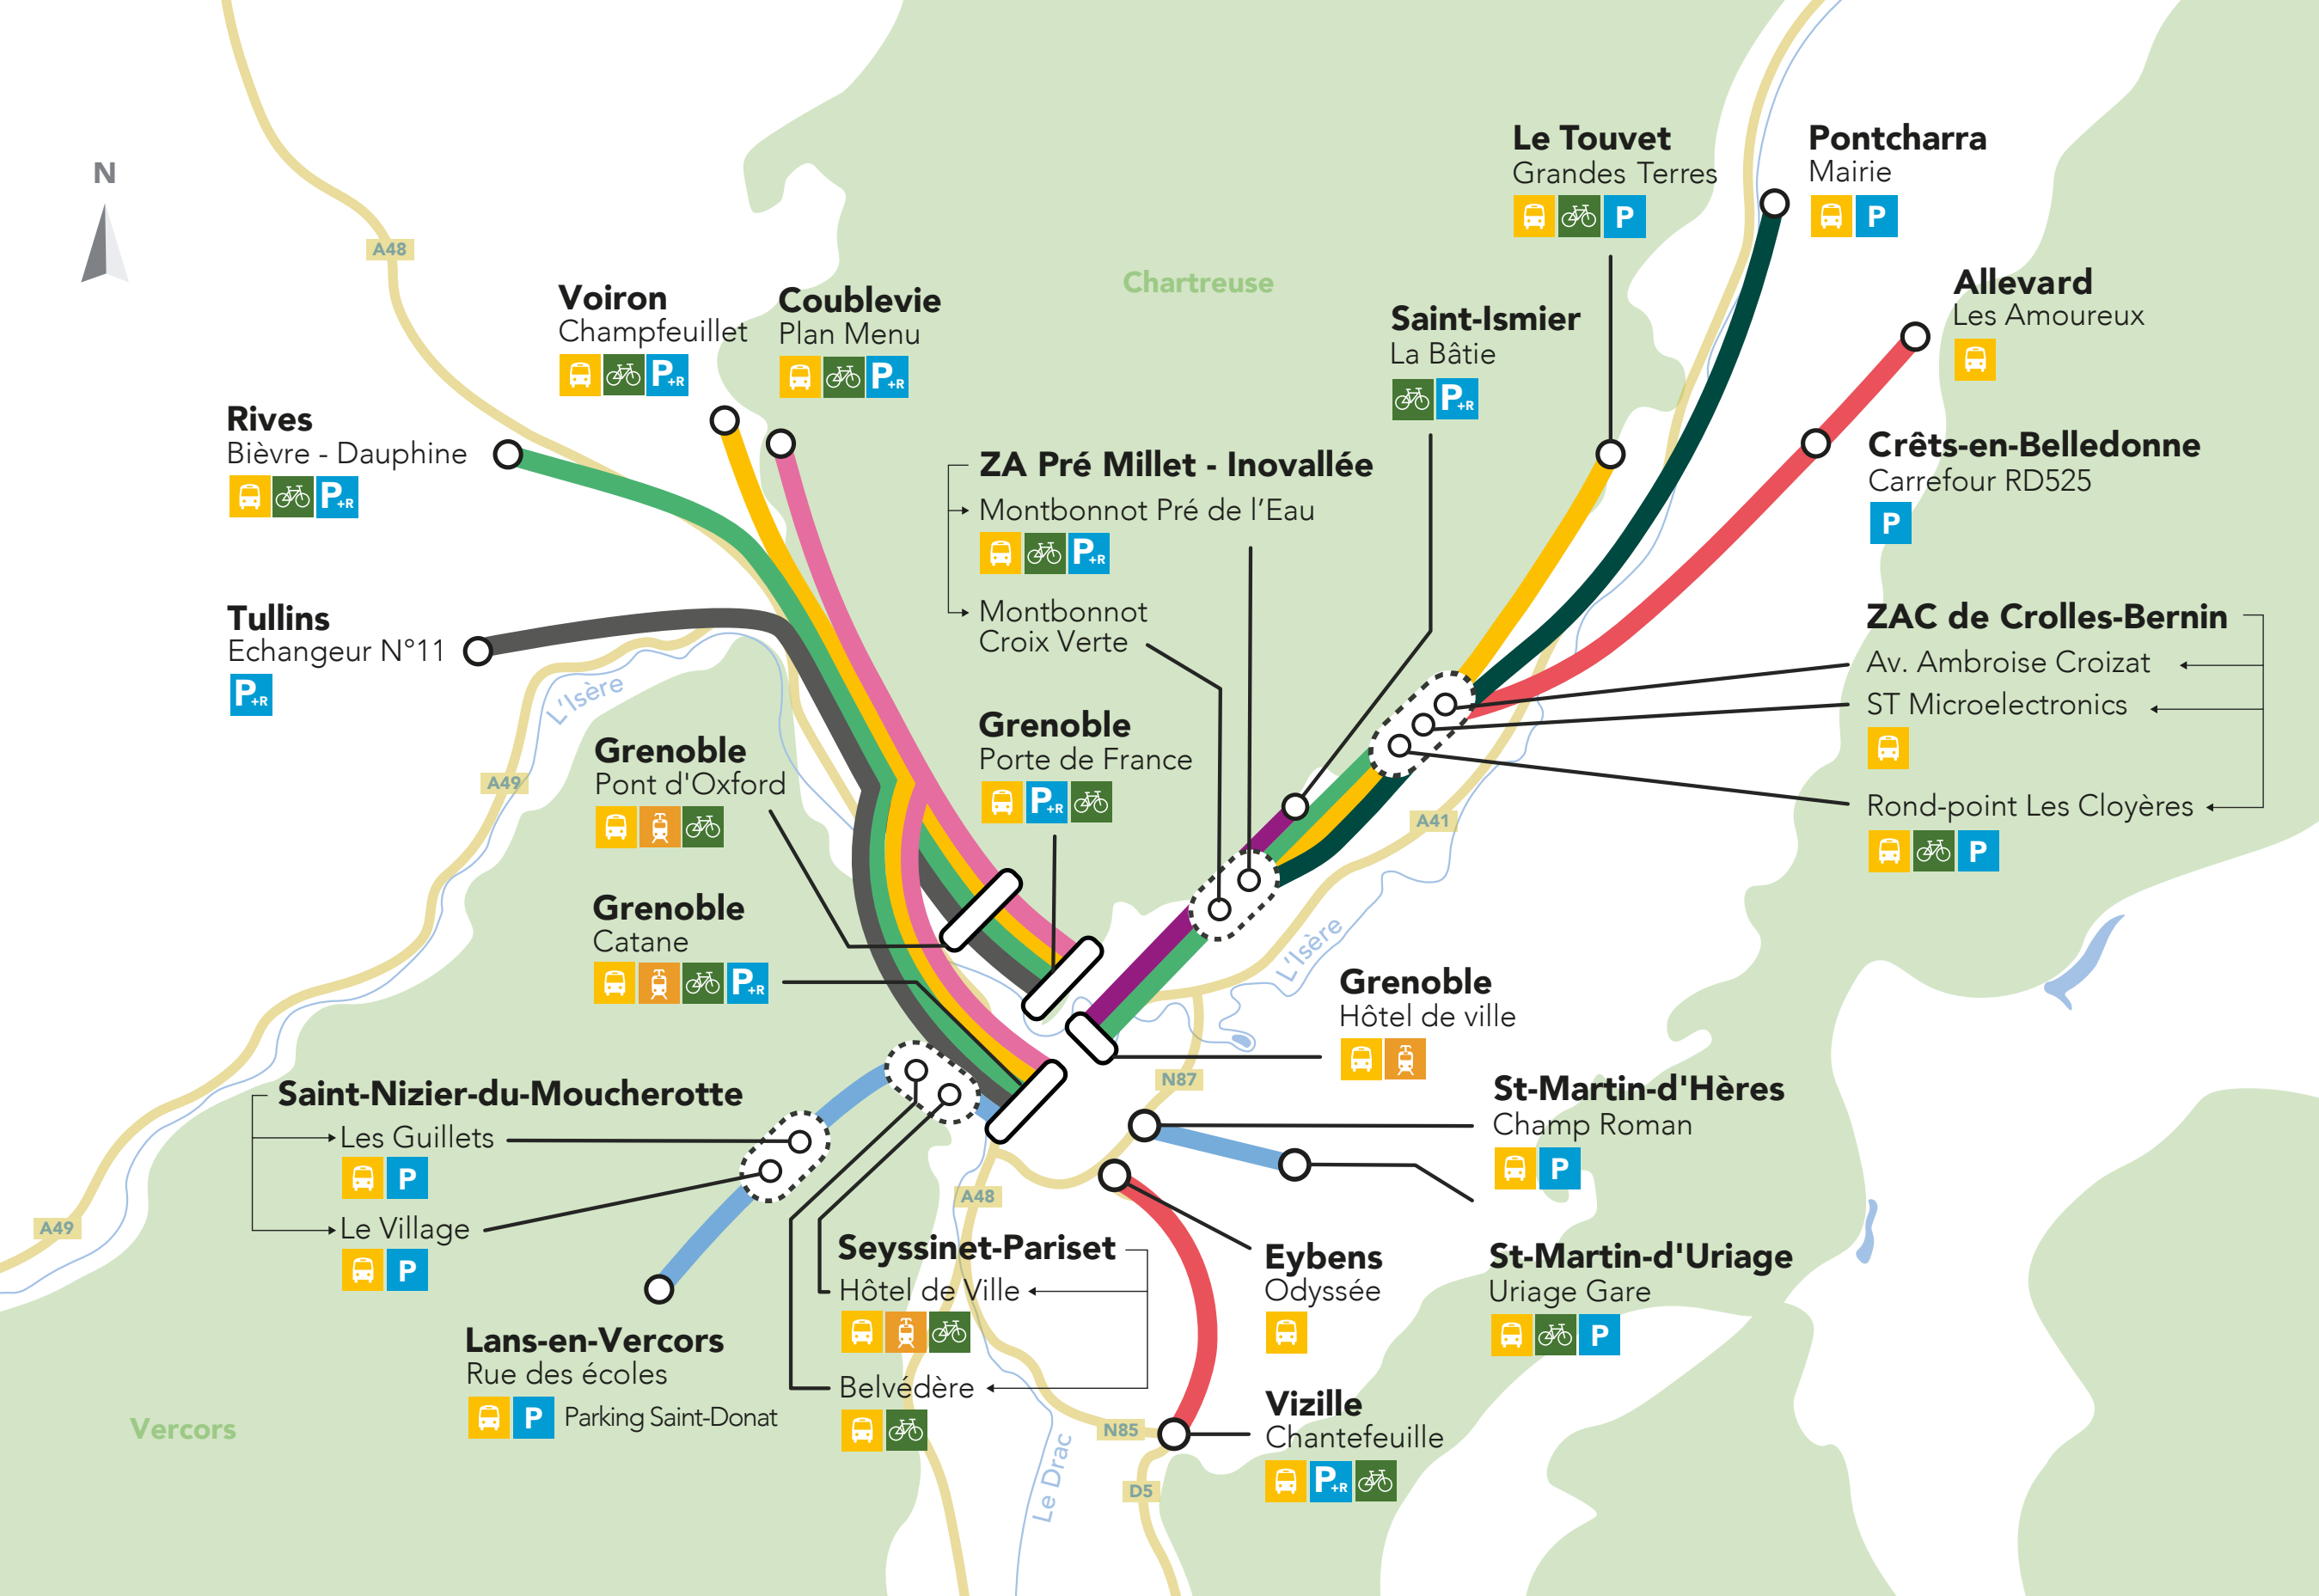 N
A48
Chartreuse
Le Touvet
Grandes Terres
P
Pontcharra
Mairie
P
Allevard
Les Amoureux
Voiron
Champfeuillet
P+R
Coublevie
Plan Menu
P+R
Saint-Ismier
La Bâtie
P+R
Rives
Bièvre - Dauphine
P+R
ZA Pré Millet - Inovallée
Montbonnot Pré de l’Eau
P+R
Montbonnot
Croix Verte
Crêts-en-Belledonne
Carrefour RD525
P
Tullins
Echangeur N°11
P+R
L'Isère
A49
ZAC de Crolles-Bernin
Av. Ambroise Croizat
ST Microelectronics
Rond-point Les Cloyères
P
Grenoble
Pont d'Oxford
Grenoble
Porte de France
P+R
A41
Grenoble
Catane
P+R
L'Isère
Grenoble
Hôtel de ville
N87
Saint-Nizier-du-Moucherotte
Les Guillets
P
Le Village
P
A49
St-Martin-d'Hères
Champ Roman
P
A48
Seyssinet-Pariset
Hôtel de Ville
Belvédère
Eybens
Odyssée
St-Martin-d'Uriage
Uriage Gare
P
Lans-en-Vercors
Rue des écoles
P Parking Saint-Donat
Vercors
Le Drac
N85
D5
Vizille
Chantefeuille
P+R